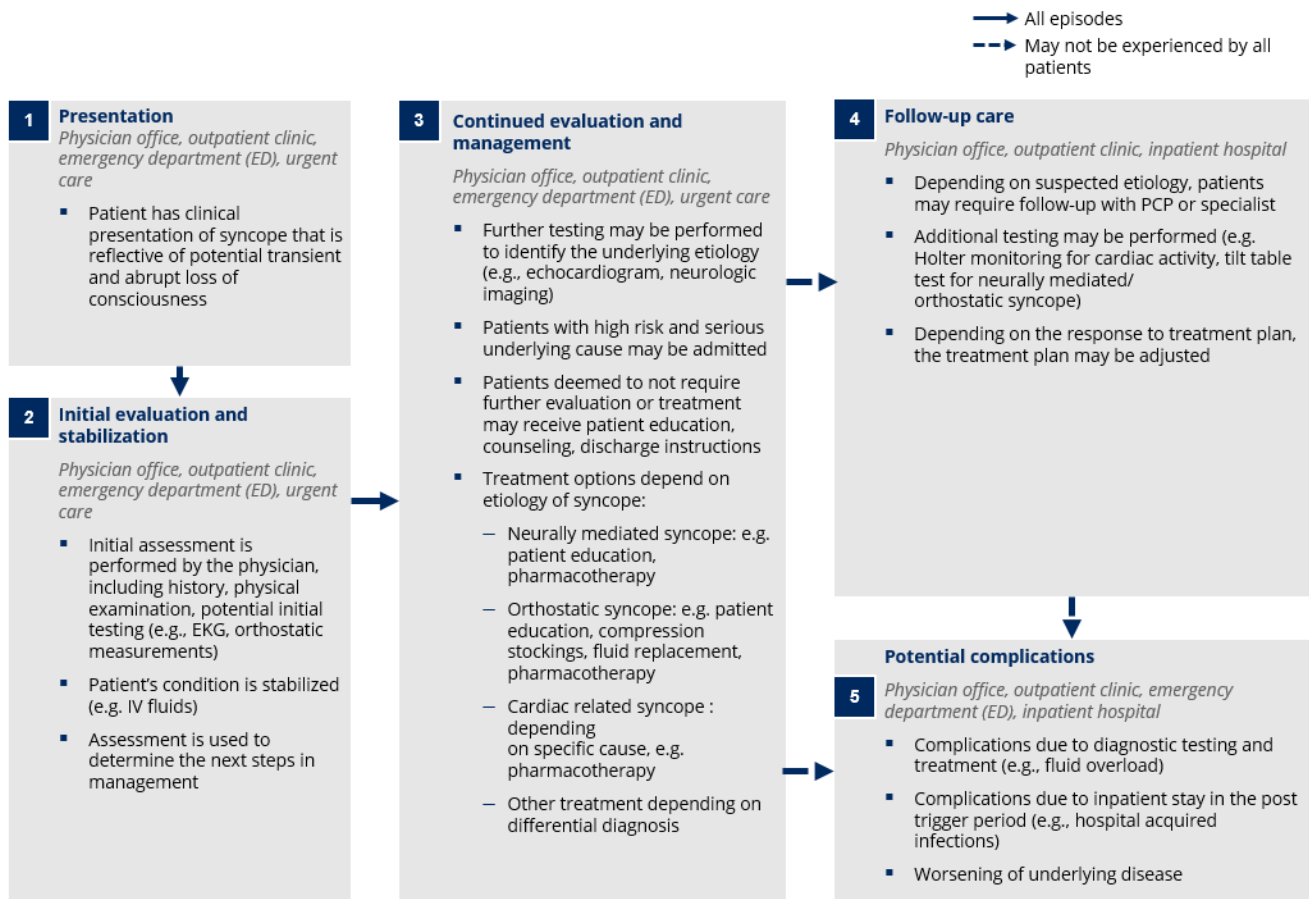 All episodes
May not be experienced by all
patients
1
Presentation
Physician office, outpatient clinic,
emergency department (ED), urgent
care
▪ Patient has clinical
presentation of syncope that is
reflective of potential transient
and abrupt loss of
consciousness
2
Initial evaluation and
stabilization
Physician office, outpatient clinic,
emergency department (ED), urgent
care
▪ Initial assessment is
performed by the physician,
including history, physical
examination, potential initial
testing (e.g., EKG, orthostatic
measurements)
▪ Patient's condition is stabilized
(e.g. IV fluids)
▪ Assessment is used to
determine the next steps in
management
3
Continued evaluation and
management
Physician office, outpatient clinic,
emergency department (ED), urgent care
▪ Further testing may be performed
to identify the underlying etiology
(e.g., echocardiogram, neurologic
imaging)
▪ Patients with high risk and serious
underlying cause may be admitted
▪ Patients deemed to not require
further evaluation or treatment
may receive patient education,
counseling, discharge instructions
▪ Treatment options depend on
etiology of syncope:
– Neurally mediated syncope: e.g.
patient education,
pharmacotherapy
– Orthostatic syncope: e.g. patient
education, compression
stockings, fluid replacement,
pharmacotherapy
– Cardiac related syncope :
depending
on specific cause, e.g.
pharmacotherapy
– Other treatment depending on
differential diagnosis
4
Follow-up care
Physician office, outpatient clinic, inpatient hospital
▪ Depending on suspected etiology, patients
may require follow-up with PCP or specialist
▪ Additional testing may be performed (e.g.
Holter monitoring for cardiac activity, tilt table
test for neurally mediated/
orthostatic syncope)
▪ Depending on the response to treatment plan,
the treatment plan may be adjusted
5
Potential complications
Physician office, outpatient clinic, emergency
department (ED), inpatient hospital
▪ Complications due to diagnostic testing and
treatment (e.g., fluid overload)
▪ Complications due to inpatient stay in the post
trigger period (e.g., hospital acquired
infections)
▪ Worsening of underlying disease